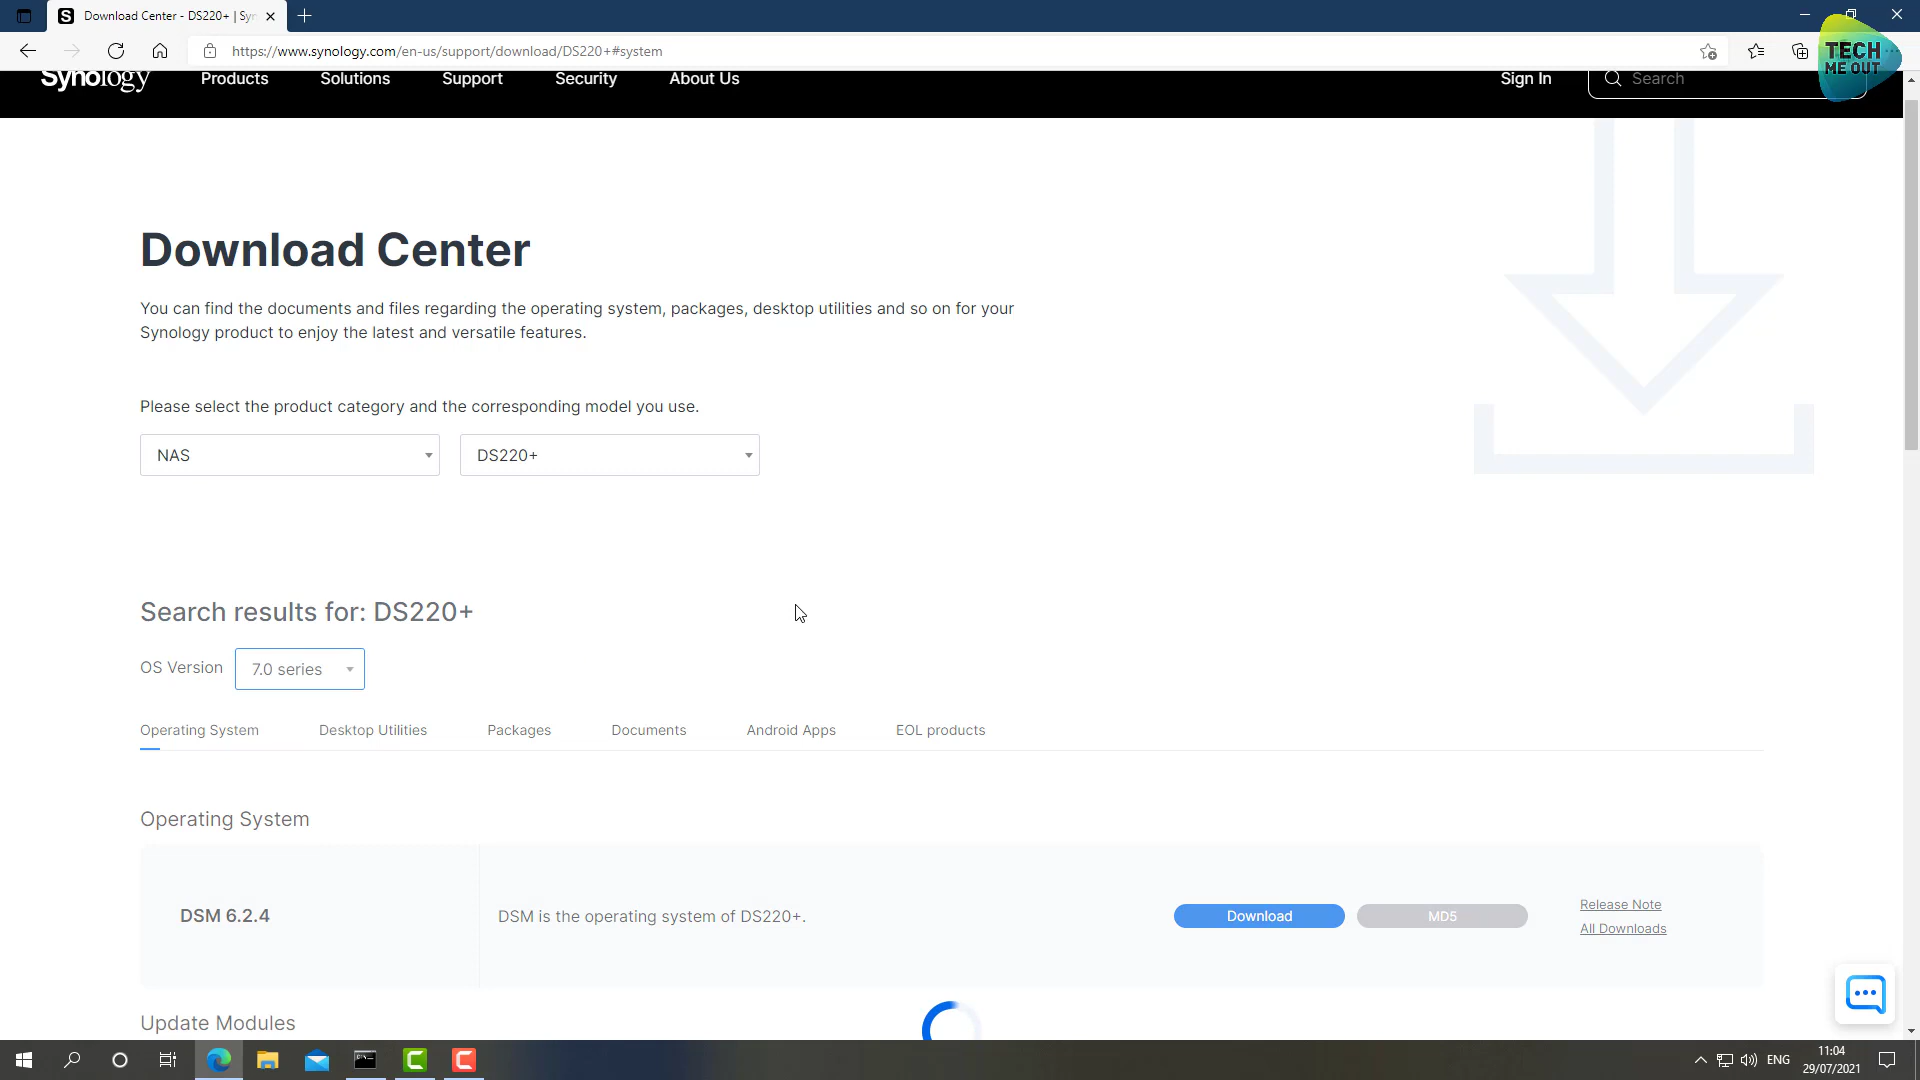 Download Center - DS220+ | Syn
https://www.synology.com/en-us/support/download/DS220+#system
TECH
ME OUT
Synology
Products
Solutions
Support
Security
About Us
Sign In
Search
Download Center
You can find the documents and files regarding the operating system, packages, desktop utilities and so on for your
Synology product to enjoy the latest and versatile features.
Please select the product category and the corresponding model you use.
NAS
DS220+
Search results for: DS220+
OS Version
7.0 series
Operating System
Desktop Utilities
Packages
Documents
Android Apps
EOL products
Operating System
DSM 6.2.4
DSM is the operating system of DS220+.
Download
MD5
Release Note
All Downloads
Update Modules
ENG
11:04
29/07/2021